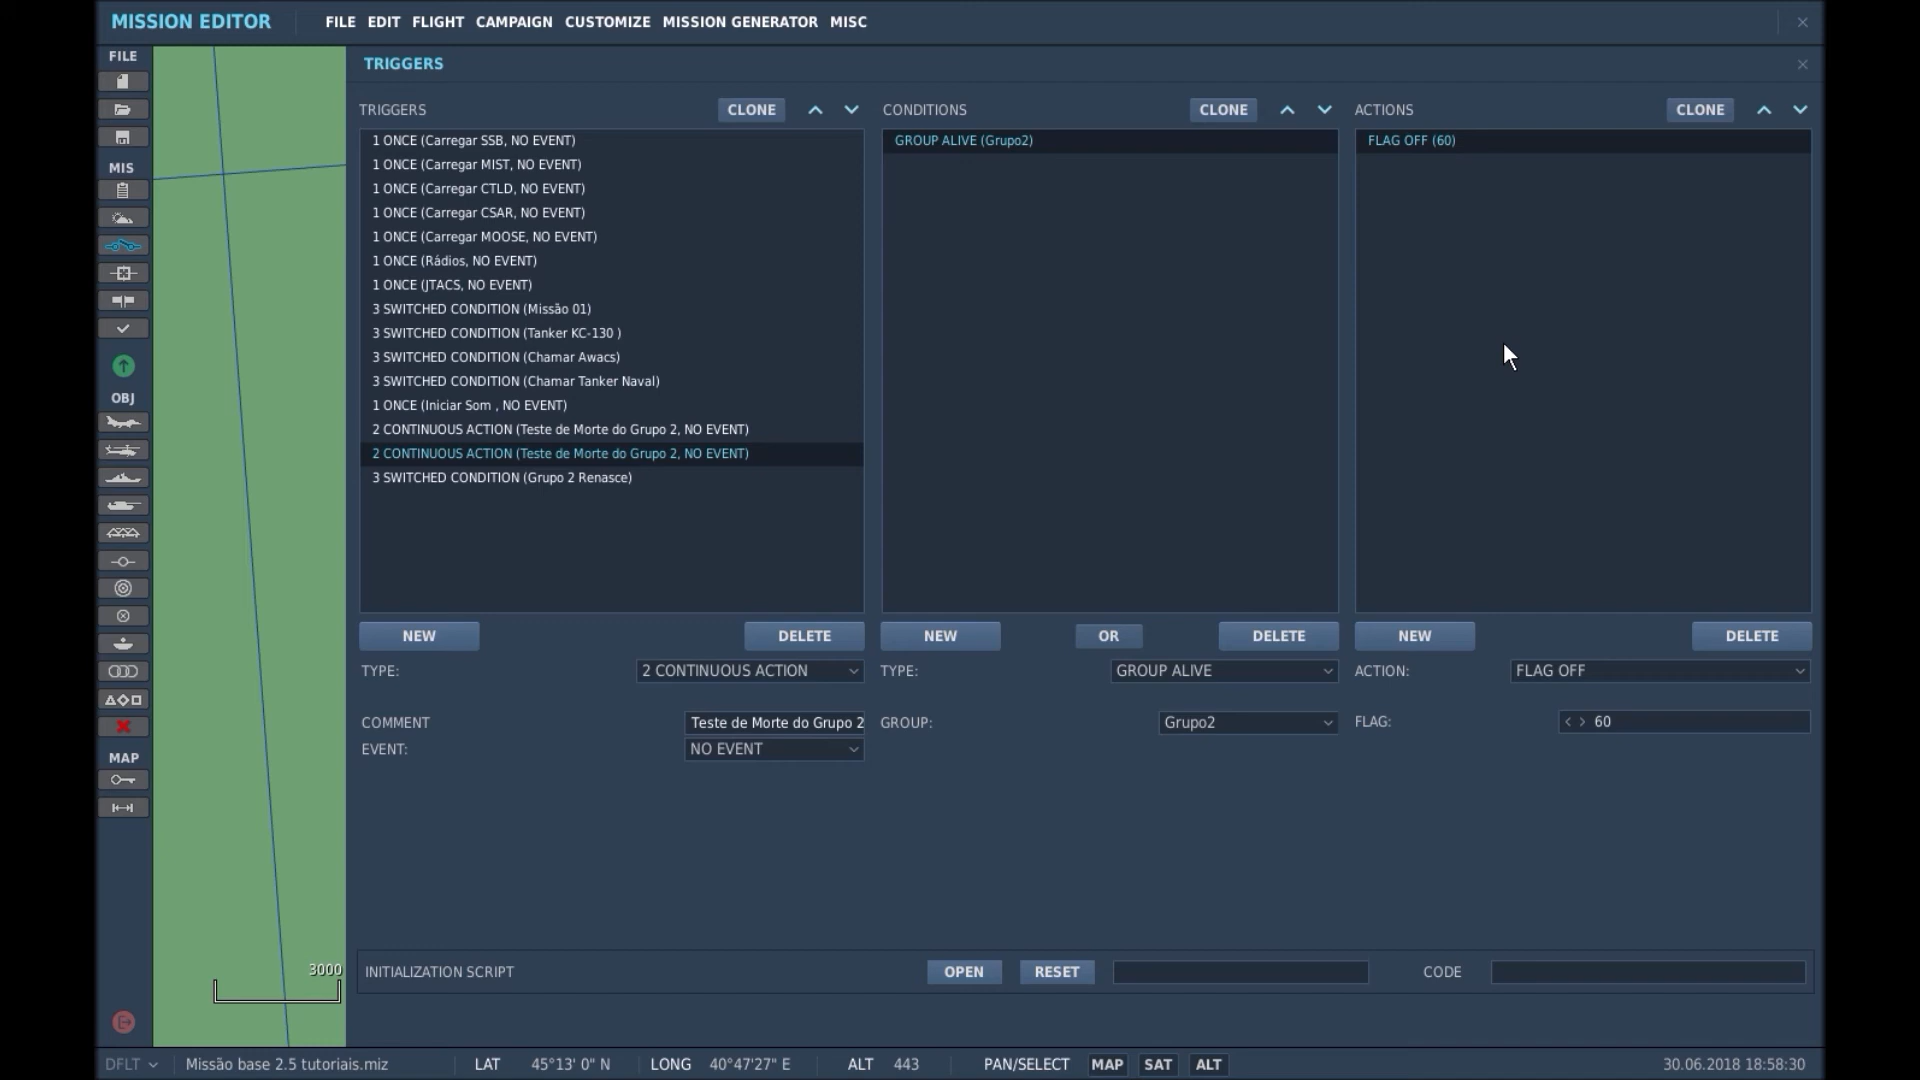 MISSION EDITOR FILE EDIT FLIGHT CAMPAIGN CUSTOMIZE MISSION GENERATOR MISC
FILE
MIS
OBJ
MAP
3000
TRIGGERS
TRIGGERS CLONE
1 ONCE (Carregar SSB, NO EVENT)
1 ONCE (Carregar MIST, NO EVENT)
1 ONCE (Carregar CTLD, NO EVENT)
1 ONCE (Carregar CSAR, NO EVENT)
1 ONCE (Carregar MOOSE, NO EVENT)
1 ONCE (Rádios, NO EVENT)
1 ONCE (JTACS, NO EVENT)
3 SWITCHED CONDITION (Missão 01)
3 SWITCHED CONDITION (Tanker KC-130 )
3 SWITCHED CONDITION (Chamar Awacs)
3 SWITCHED CONDITION (Chamar Tanker Naval)
1 ONCE (Iniciar Som , NO EVENT)
2 CONTINUOUS ACTION (Teste de Morte do Grupo 2, NO EVENT)
2 CONTINUOUS ACTION (Teste de Morte do Grupo 2, NO EVENT)
3 SWITCHED CONDITION (Grupo 2 Renasce)
NEW DELETE
TYPE: 2 CONTINUOUS ACTION
COMMENT Teste de Morte do Grupo 2
EVENT: NO EVENT
CONDITIONS CLONE
GROUP ALIVE (Grupo2)
NEW OR DELETE
TYPE: GROUP ALIVE
GROUP: Grupo2
ACTIONS CLONE
FLAG OFF (60)
NEW DELETE
ACTION: FLAG OFF
FLAG: < > 60
INITIALIZATION SCRIPT OPEN RESET CODE
DFLT Missão base 2.5 tutoriais.miz LAT 45°13' 0" N LONG 40°47'27" E ALT 443 PAN/SELECT MAP SAT ALT 30.06.2018 18:58:30